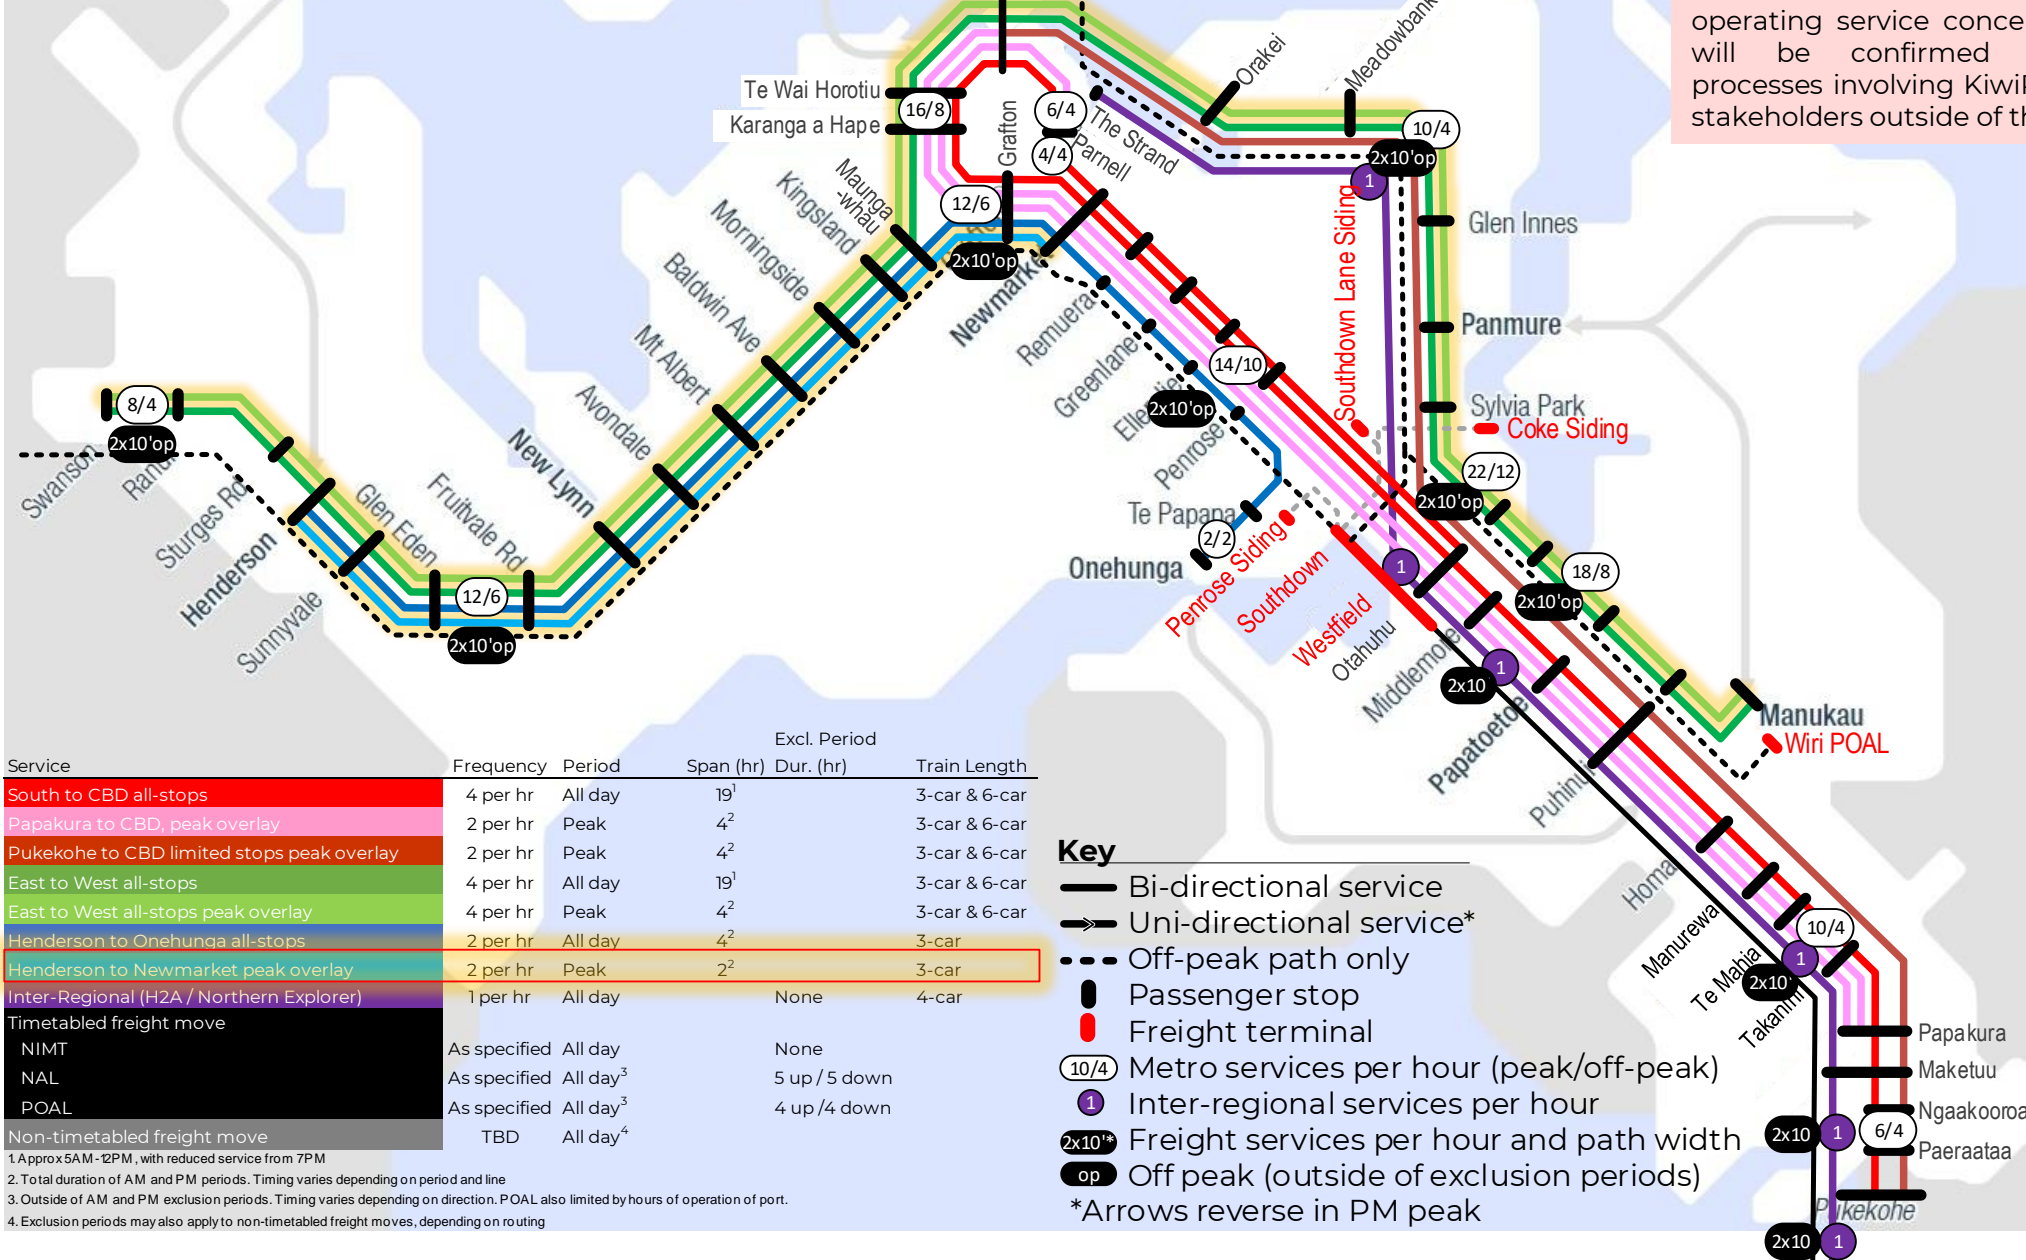 operating service conce
will be confirmed
processes involving KiwiR
stakeholders outside of th
Meadowbank
Orakei
Te Wai Horotiu
16/8
6/4
Karanga a Hape
Grafton
The Strand
Parnell
4/4
10/4
2x10'op
1
Maunga
-whau
Kingsland
Morningside
Baldwin Ave
Mt Albert
Avondale
New Lynn
12/6
2x10'op
Newmarket
Remuera
Greenlane
Ellerslie
2x10'op
Penrose
Te Papapa
2/2
Onehunga
14/10
Southdown Lane Siding
Glen Innes
Panmure
Sylvia Park
Coke Siding
22/12
2x10'op
18/8
2x10'op
8/4
2x10'op
Swanson
Ranui
Sturges Rd
Henderson
Sunnyvale
Glen Eden
Fruitvale Rd
12/6
2x10'op
Penrose Siding
Southdown
Westfield
1
Otahuhu
Middlemore
1
2x10'
Papatoetoe
Puhinui
Manukau
Wiri POAL
Homai
Manurewa
Te Mahia
Takanini
10/4
1
2x10'
Papakura
Maketuu
Ngaakooroa
2x10
1
6/4
Paeraataa
Pukekohe
2x10
1
Excl. Period
Service Frequency Period Span (hr) Dur. (hr) Train Length
South to CBD all-stops 4 per hr All day 19¹ 3-car & 6-car
Papakura to CBD, peak overlay 2 per hr Peak 4² 3-car & 6-car
Pukekohe to CBD limited stops peak overlay 2 per hr Peak 4² 3-car & 6-car
East to West all-stops 4 per hr All day 19¹ 3-car & 6-car
East to West all-stops peak overlay 4 per hr Peak 4² 3-car & 6-car
Henderson to Onehunga all-stops 2 per hr All day 4² 3-car
Henderson to Newmarket peak overlay 2 per hr Peak 2² 3-car
Inter-Regional (H2A / Northern Explorer) 1 per hr All day None 4-car
Timetabled freight move
NIMT As specified All day None
NAL As specified All day³ 5 up / 5 down
POAL As specified All day³ 4 up /4 down
Non-timetabled freight move TBD All day⁴
1. Approx 5AM-12PM, with reduced service from 7PM
2. Total duration of AM and PM periods. Timing varies depending on period and line
3. Outside of AM and PM exclusion periods. Timing varies depending on direction. POAL also limited by hours of operation of port.
4. Exclusion periods may also apply to non-timetabled freight moves, depending on routing
Key
Bi-directional service
Uni-directional service*
Off-peak path only
Passenger stop
Freight terminal
10/4 Metro services per hour (peak/off-peak)
1 Inter-regional services per hour
2x10'* Freight services per hour and path width
op Off peak (outside of exclusion periods)
*Arrows reverse in PM peak